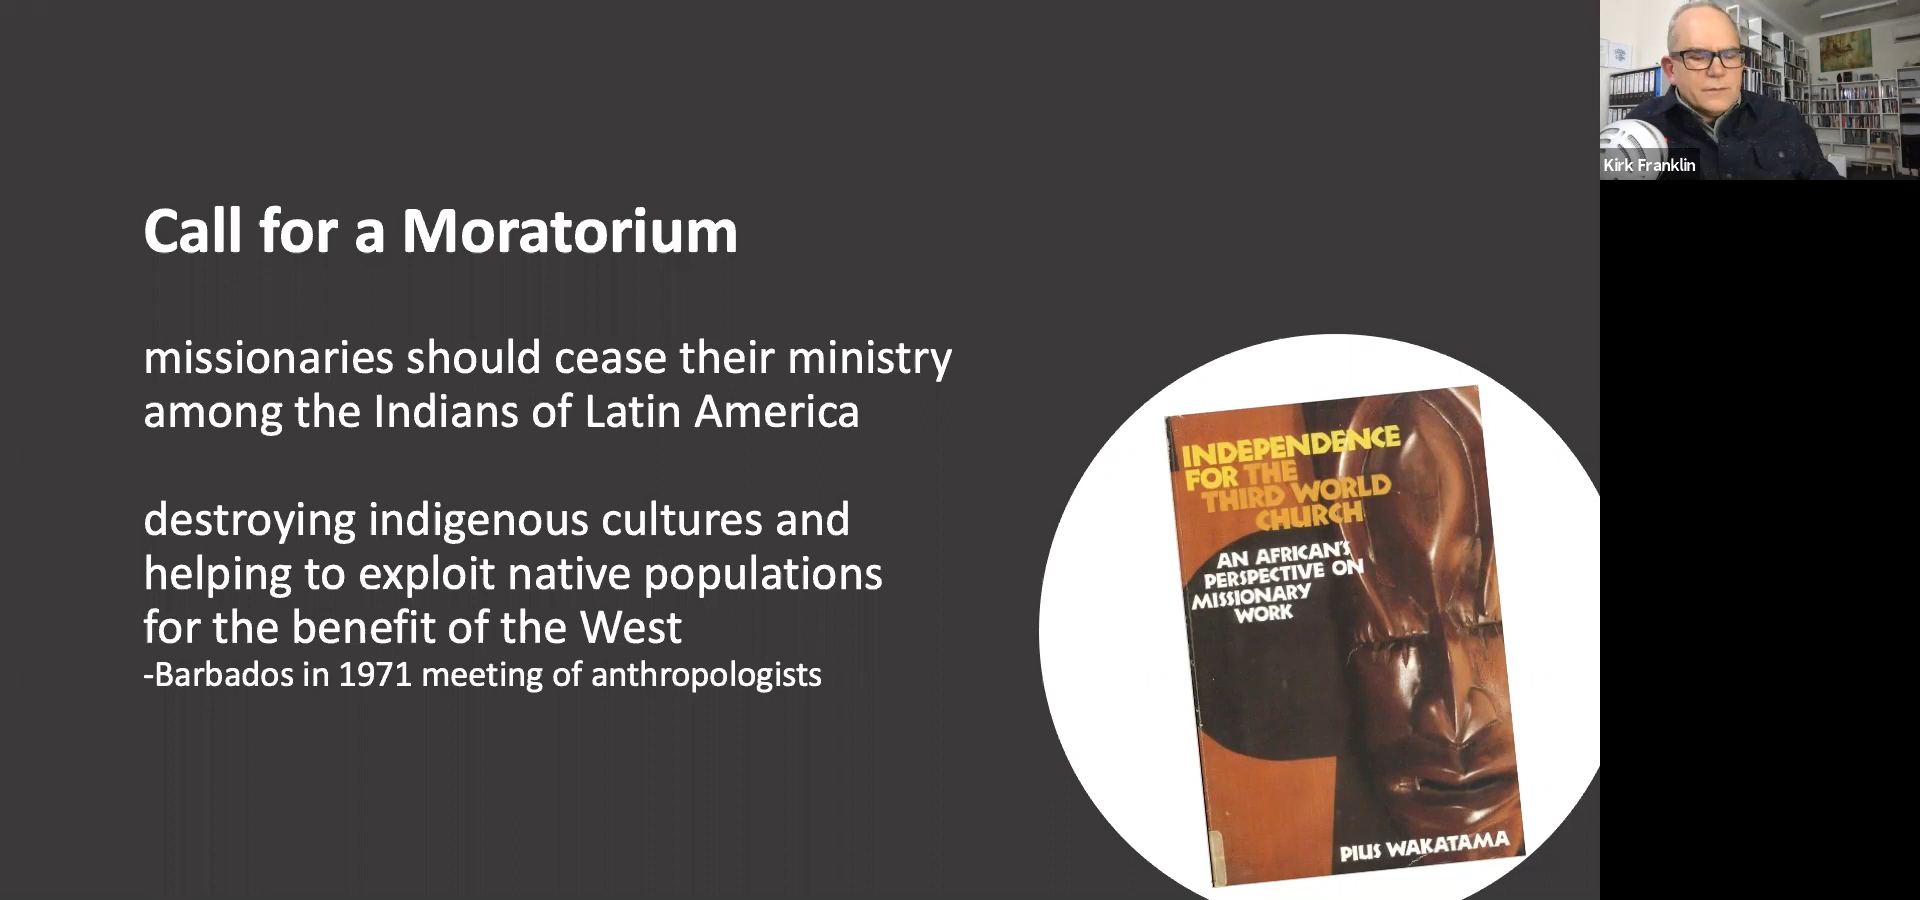 Call for a Moratorium
missionaries should cease their ministry
among the Indians of Latin America
destroying indigenous cultures and
helping to exploit native populations
for the benefit of the West
-Barbados in 1971 meeting of anthropologists
INDEPENDENCE
FOR THE
THIRD WORLD
CHURCH
AN AFRICAN'S
PERSPECTIVE ON
MISSIONARY
WORK
PIUS WAKATAMA
Kirk Franklin